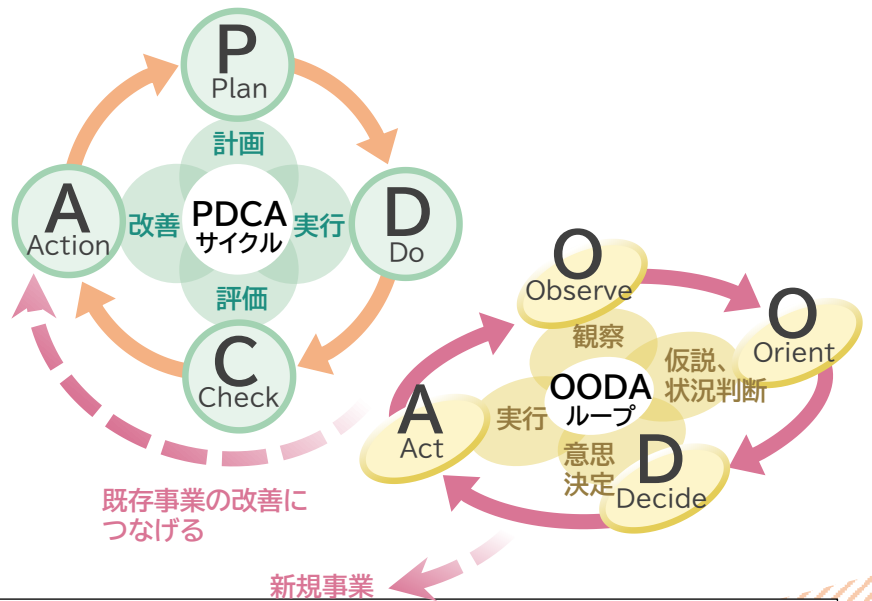 P
Plan
計画
A
Action
改善
PDCA
サイクル
実行
D
Do
評価
C
Check
O
Observe
観察
O
Orient
仮説、
状況判断
OODA
ループ
A
Act
実行
意思
決定
D
Decide
既存事業の改善に
つなげる
新規事業